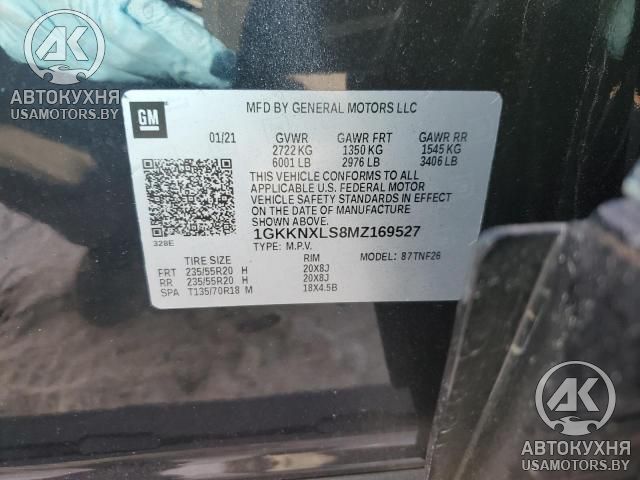 AK
АВТОКУХНЯ
USAMOTORS.BY
GM
MFD BY GENERAL MOTORS LLC
01/21 GVWR GAWR FRT GAWR RR
2722 KG 1350 KG 1545 KG
6001 LB 2976 LB 3406 LB
THIS VEHICLE CONFORMS TO ALL
APPLICABLE U.S. FEDERAL MOTOR
VEHICLE SAFETY STANDARDS IN EFFECT
ON THE DATE OF MANUFACTURE
SHOWN ABOVE.
328E
1GKKNXLS8MZ169527
TYPE: M.P.V. MODEL: 87TNF26
TIRE SIZE RIM
FRT 235/55R20 H 20X8J
RR 235/55R20 H 20X8J
SPA T135/70R18 M 18X4.5B
AK
АВТОКУХНЯ
USAMOTORS.BY